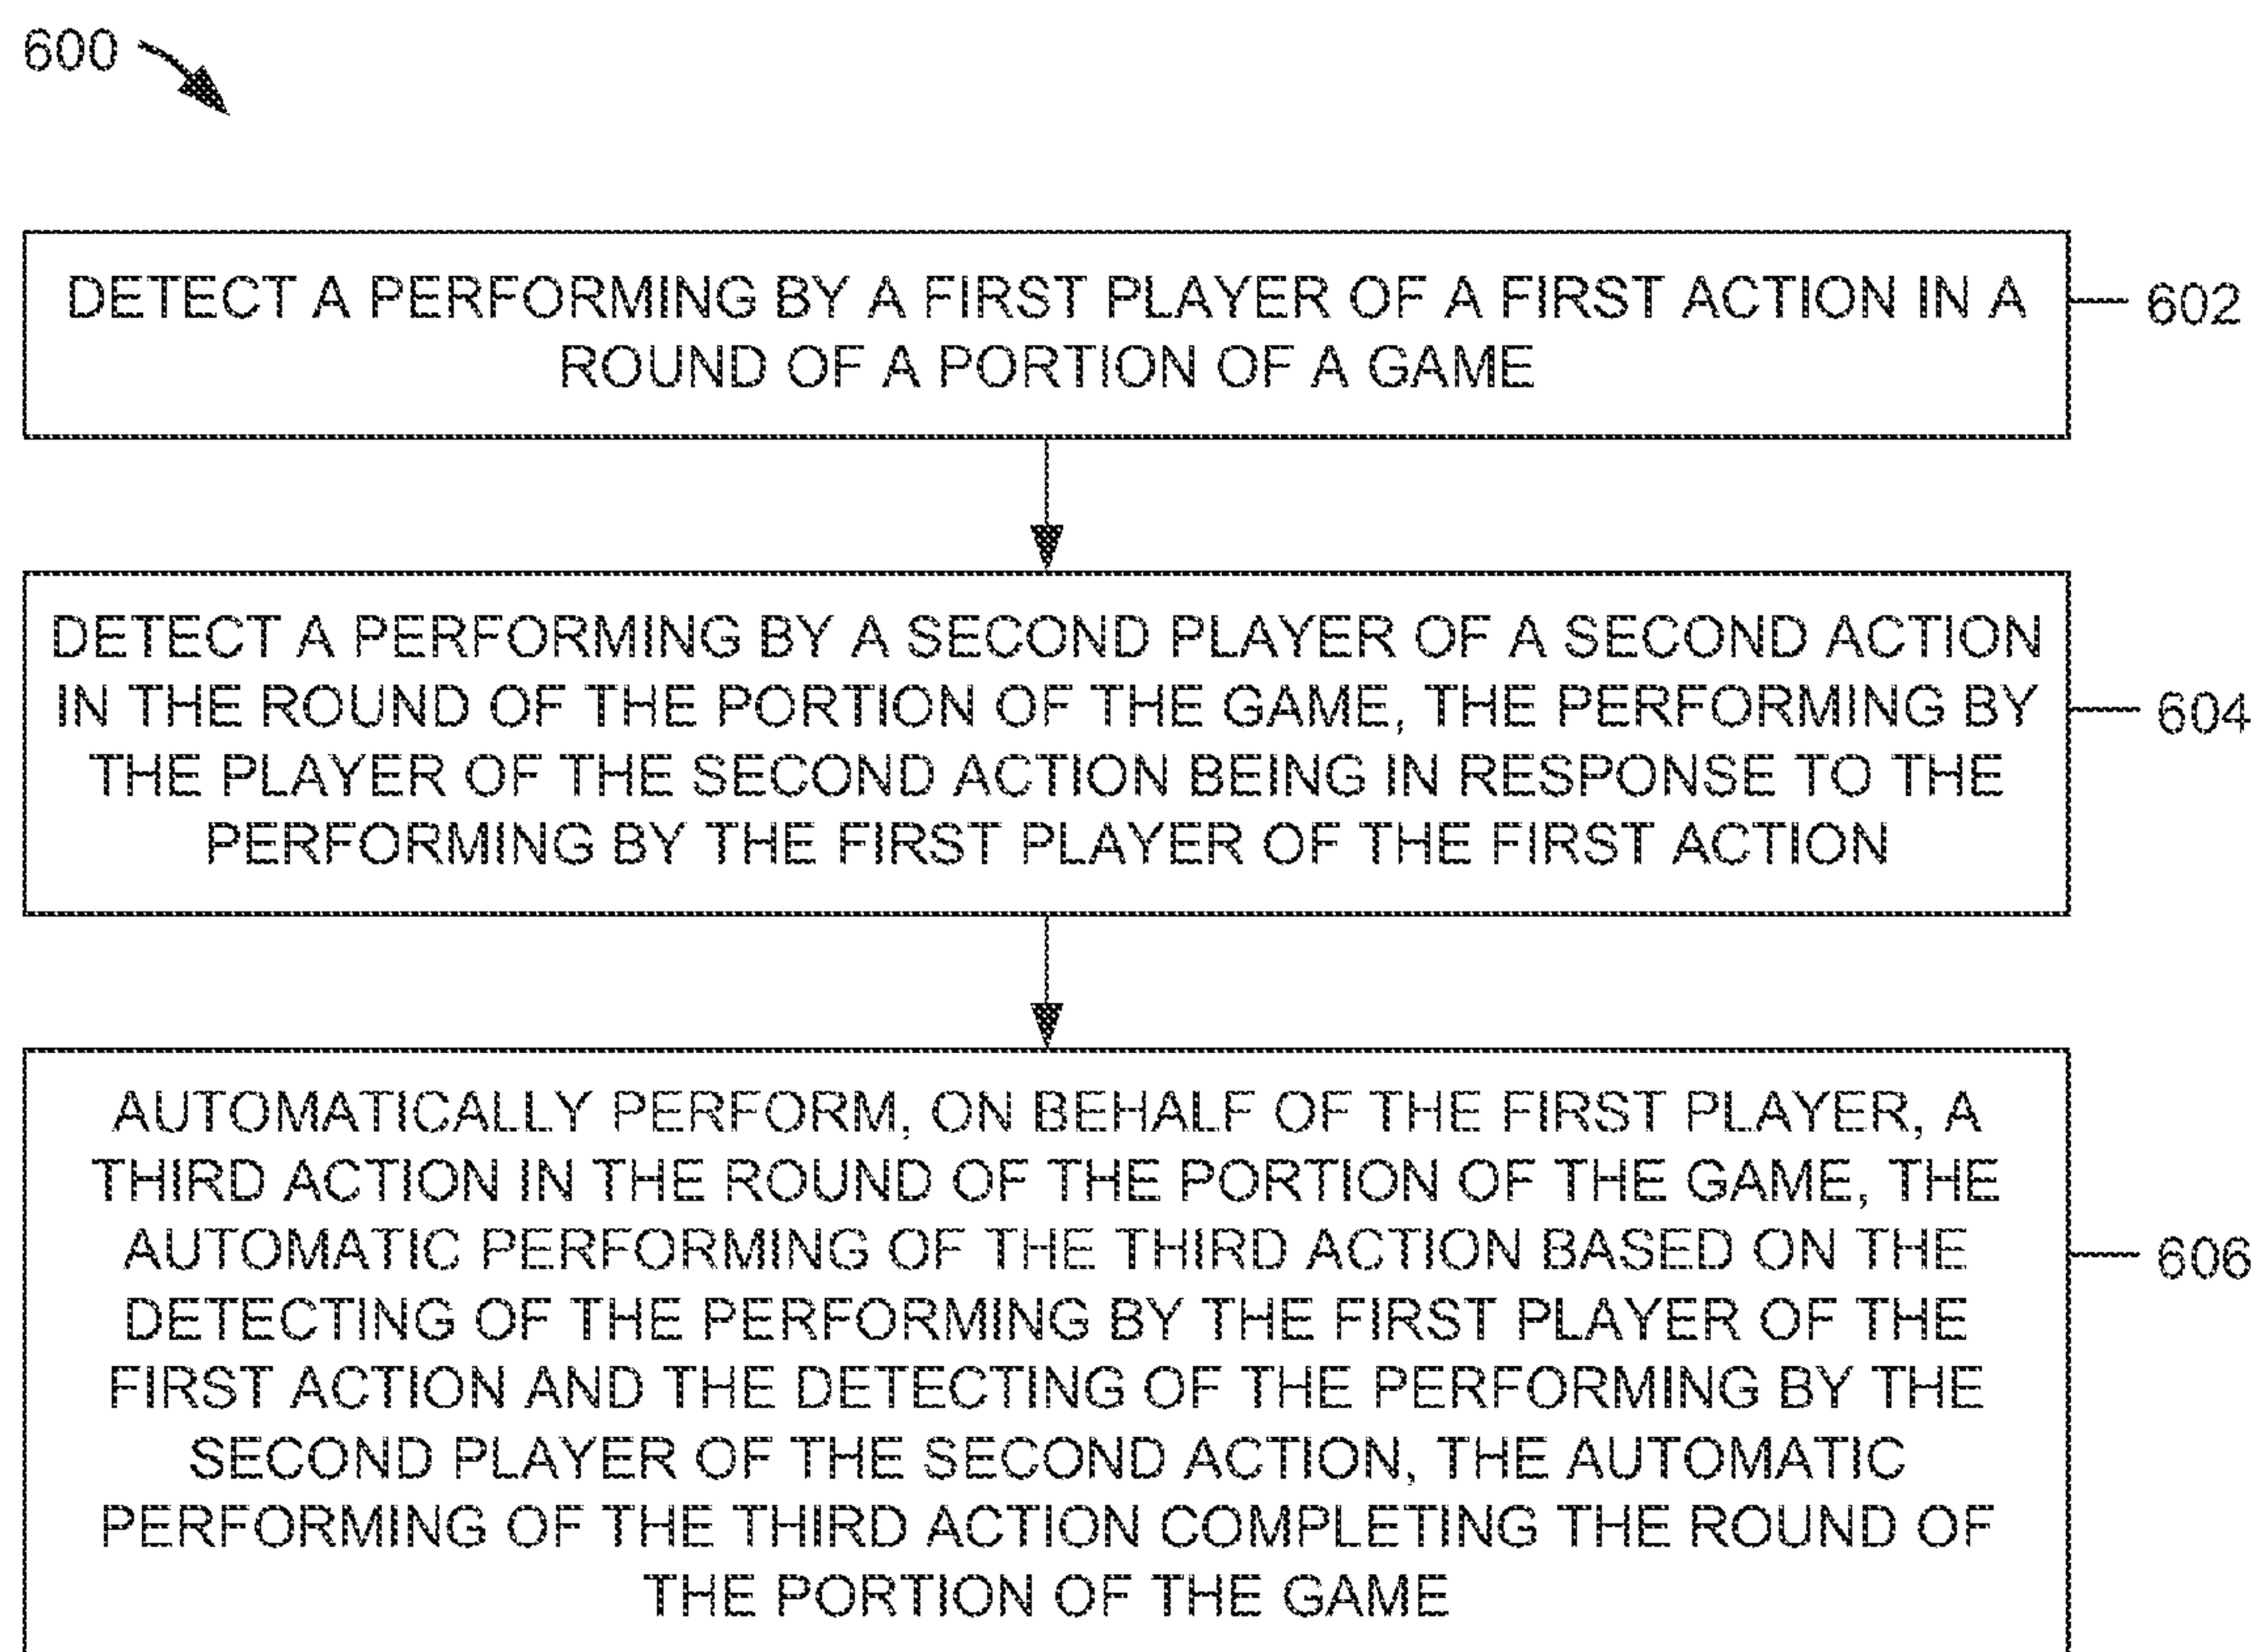 600
DETECT A PERFORMING BY A FIRST PLAYER OF A FIRST ACTION IN A
ROUND OF A PORTION OF A GAME
602
DETECT A PERFORMING BY A SECOND PLAYER OF A SECOND ACTION
IN THE ROUND OF THE PORTION OF THE GAME, THE PERFORMING BY
THE PLAYER OF THE SECOND ACTION BEING IN RESPONSE TO THE
PERFORMING BY THE FIRST PLAYER OF THE FIRST ACTION
604
AUTOMATICALLY PERFORM, ON BEHALF OF THE FIRST PLAYER, A
THIRD ACTION IN THE ROUND OF THE PORTION OF THE GAME, THE
AUTOMATIC PERFORMING OF THE THIRD ACTION BASED ON THE
DETECTING OF THE PERFORMING BY THE FIRST PLAYER OF THE
FIRST ACTION AND THE DETECTING OF THE PERFORMING BY THE
SECOND PLAYER OF THE SECOND ACTION, THE AUTOMATIC
PERFORMING OF THE THIRD ACTION COMPLETING THE ROUND OF
THE PORTION OF THE GAME
606